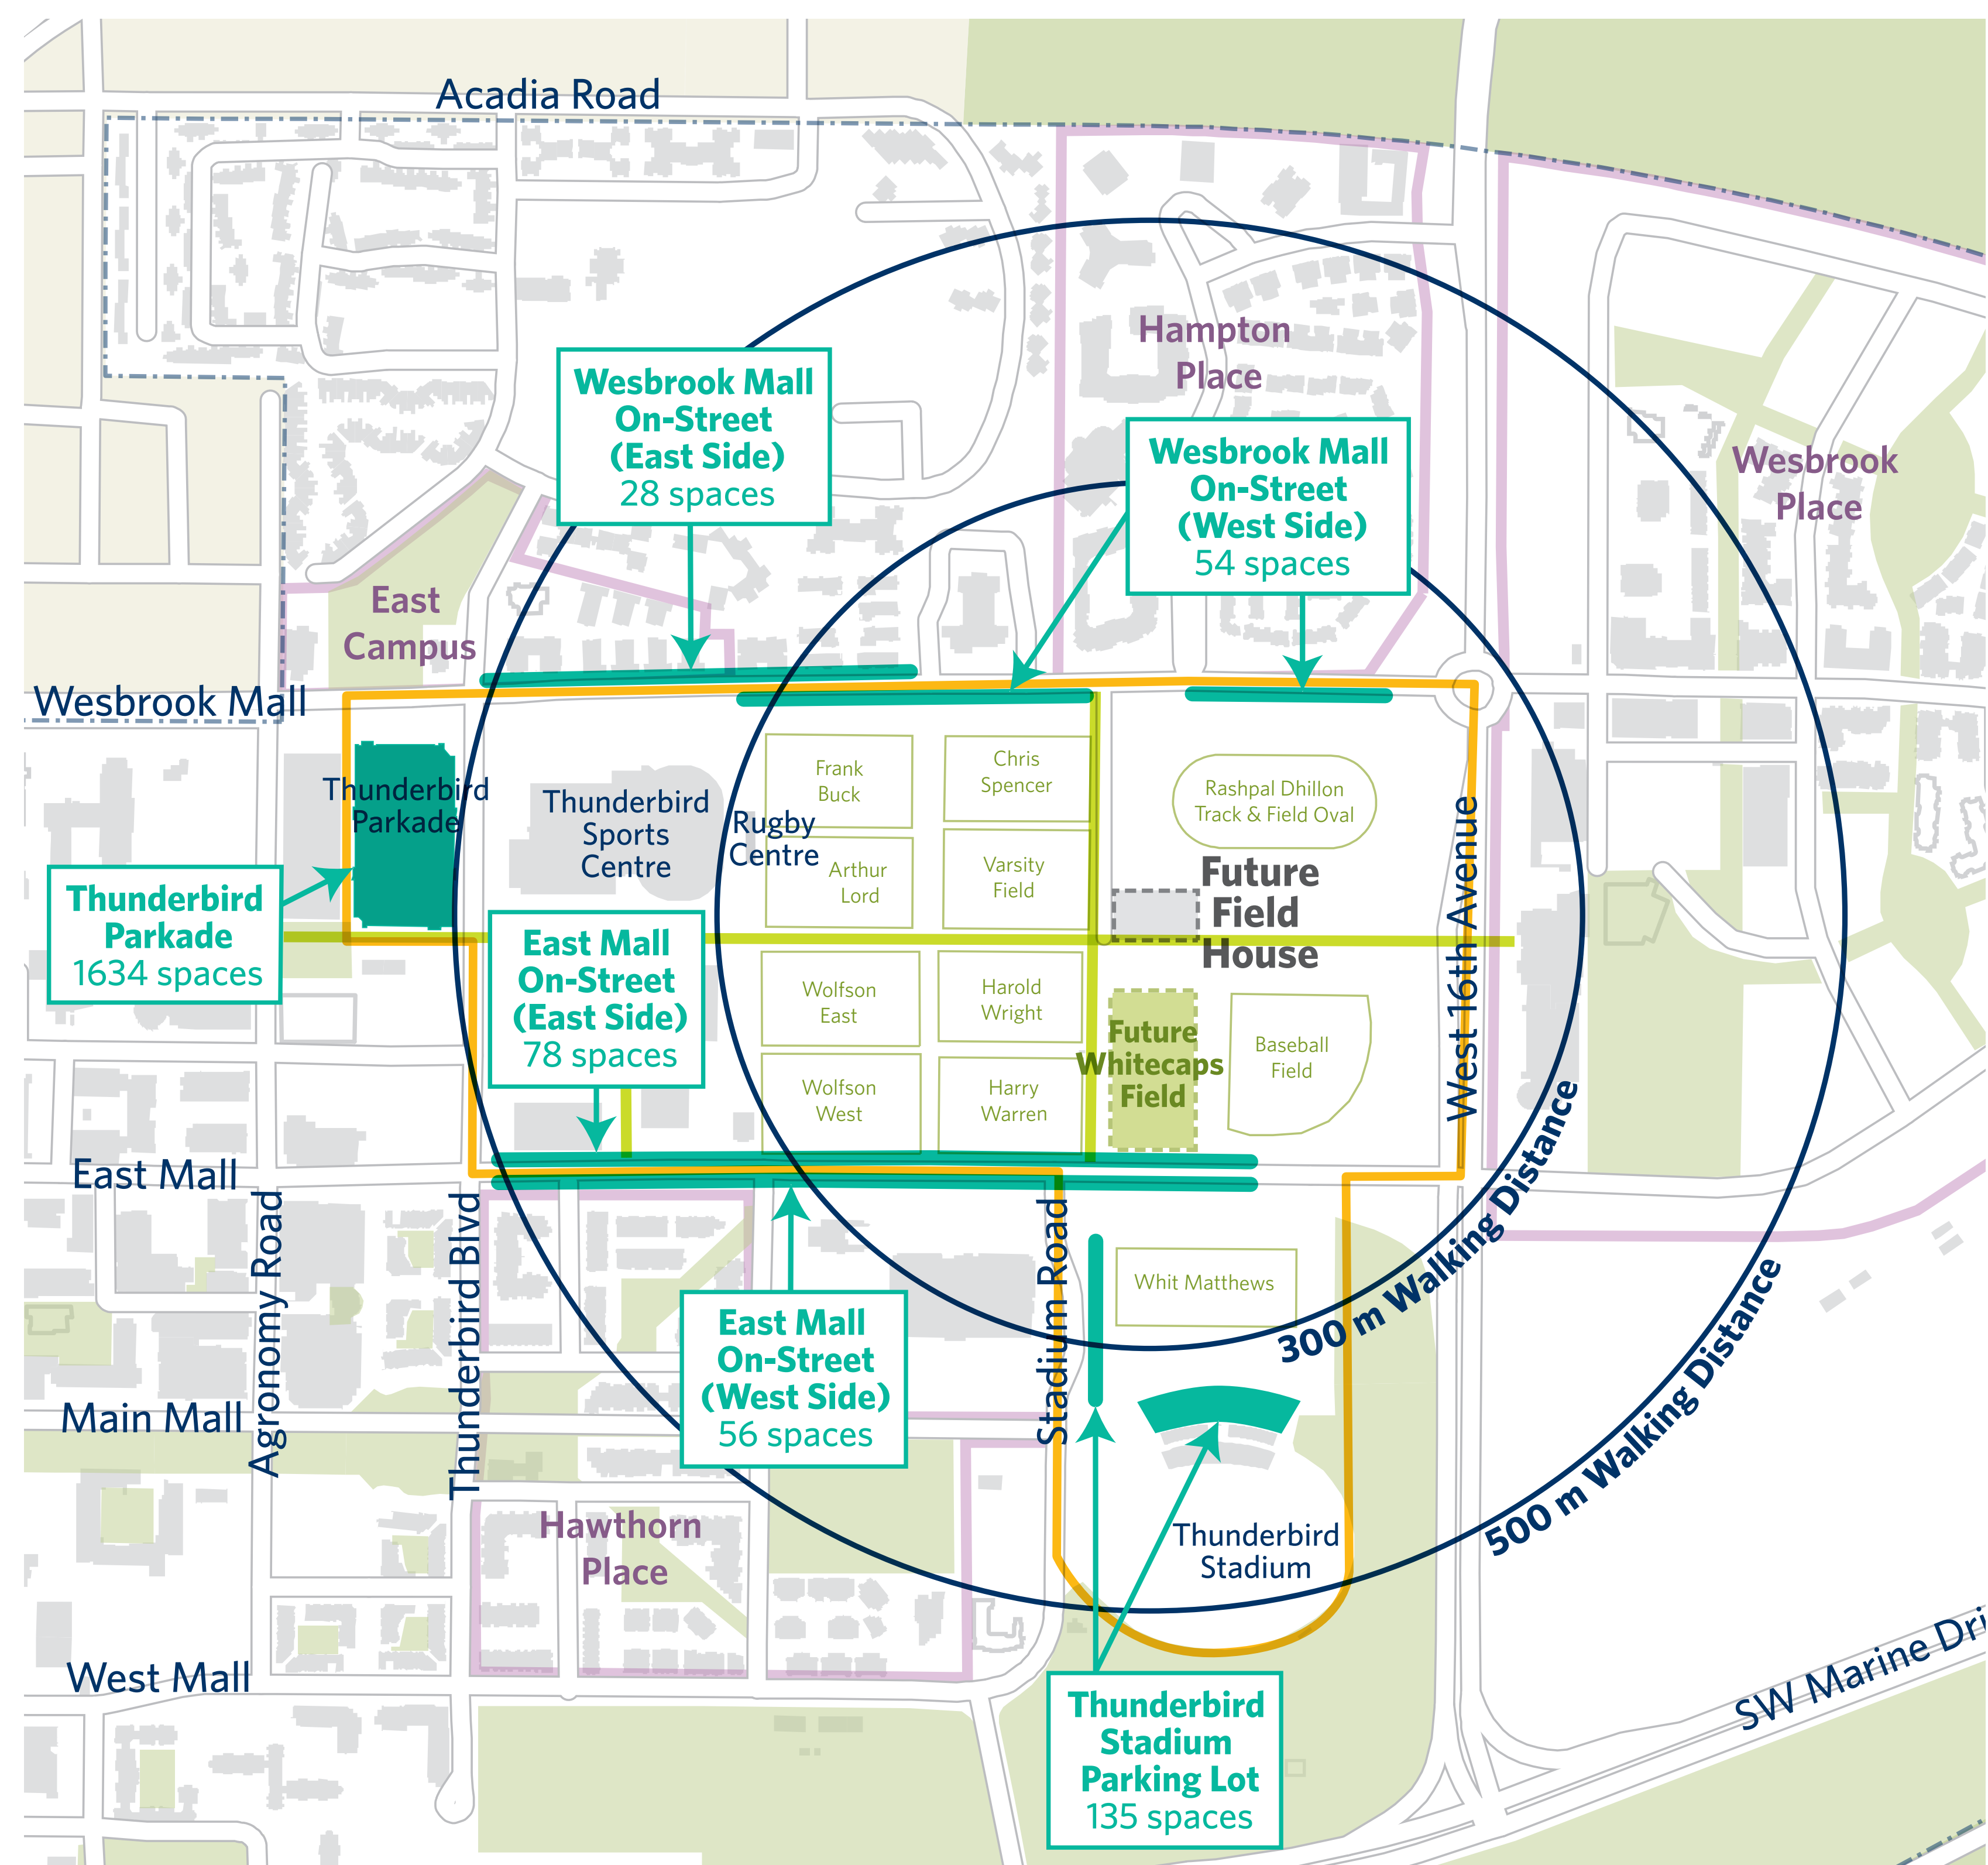 Acadia Road
Hampton
Place
Wesbrook Mall
On-Street
(East Side)
28 spaces
Wesbrook Mall
On-Street
(West Side)
54 spaces
Wesbrook
Place
East
Campus
Wesbrook Mall
Thunderbird
Parkade
Thunderbird
Sports
Centre
Rugby
Centre
Frank
Buck
Chris
Spencer
Arthur
Lord
Varsity
Field
Rashpal Dhillon
Track & Field Oval
Future
Field
House
West 16th Avenue
Thunderbird
Parkade
1634 spaces
East Mall
On-Street
(East Side)
78 spaces
Wolfson
East
Harold
Wright
Wolfson
West
Harry
Warren
Future
Whitecaps
Field
Baseball
Field
East Mall
Agronomy Road
Thunderbird Blvd
Stadium Road
Whit Matthews
300 m Walking Distance
500 m Walking Distance
East Mall
On-Street
(West Side)
56 spaces
Main Mall
Hawthorn
Place
Thunderbird
Stadium
West Mall
Thunderbird
Stadium
Parking Lot
135 spaces
SW Marine Dri